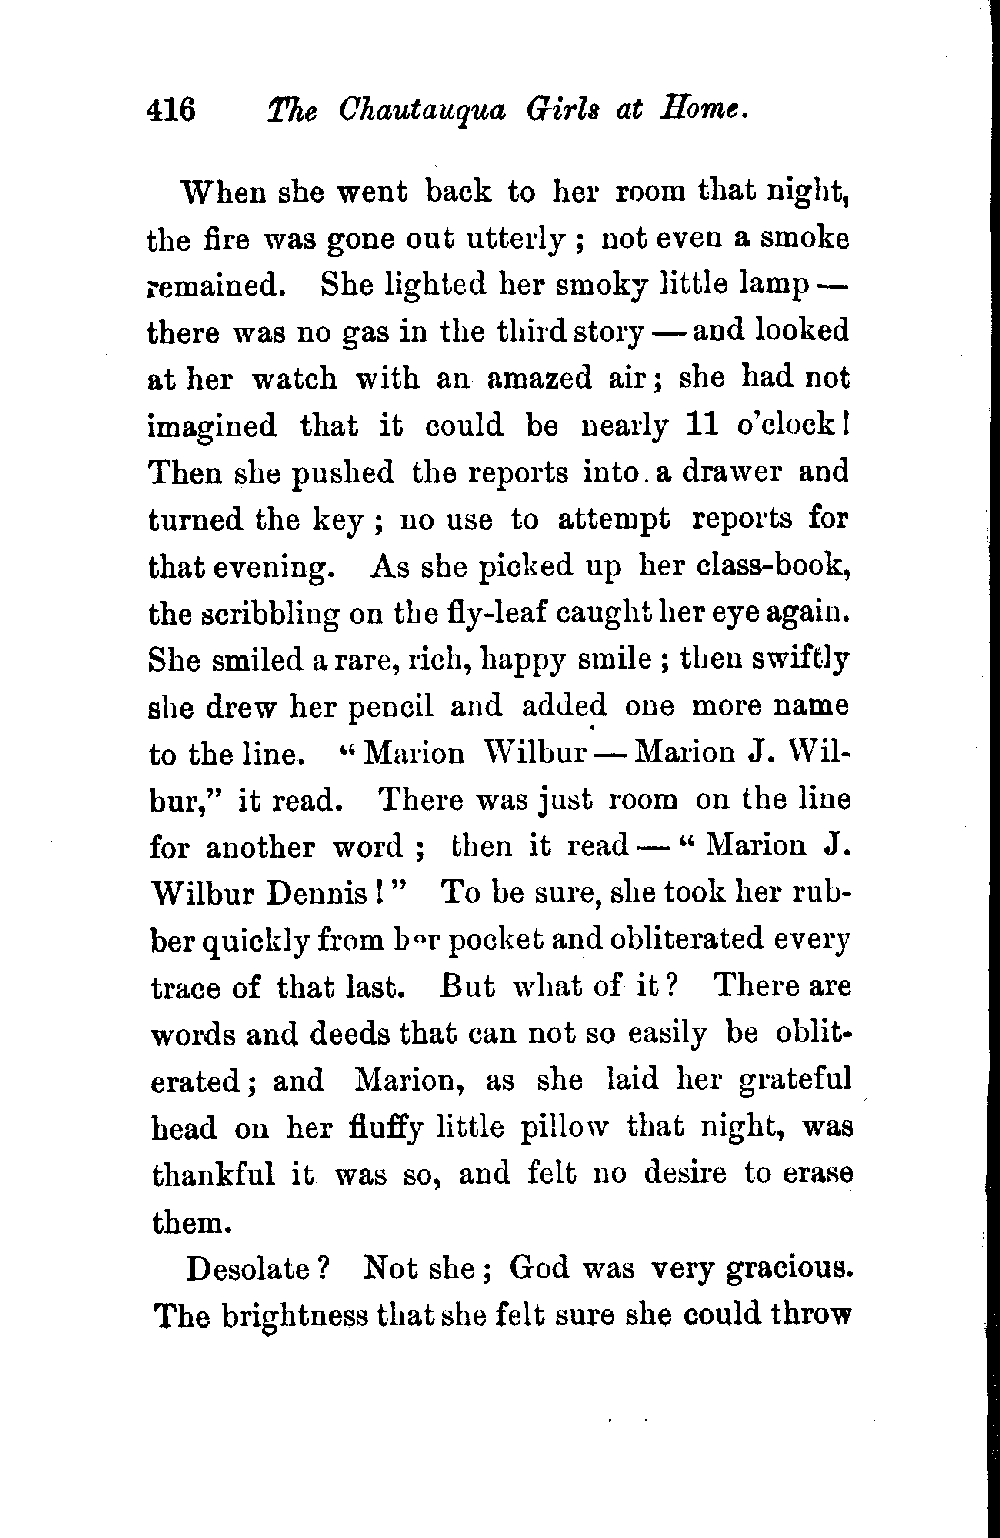 416 The Chautauqua Girls at Home.
When she went back to her room that night,
the fire was gone out utterly ; not even a smoke
remained. She lighted her smoky little lamp —
there was no gas in the third story — and looked
at her watch with an amazed air; she had not
imagined that it could be nearly 11 o'clock!
Then she pushed the reports into. a drawer and
turned the key ; no use to attempt reports for
that evening. As she picked up her class-book,
the scribbling on the fly-leaf caught her eye again.
She smiled a rare, rich, happy smile ; then swiftly
she drew her pencil and added one more name
to the line. “ Marion Wilbur — Marion J. Wil-
bur,” it read. There was just room on the line
for another word ; then it read — “ Marion J.
Wilbur Dennis ! ” To be sure, she took her rub-
ber quickly from her pocket and obliterated every
trace of that last. But what of it ? There are
words and deeds that can not so easily be oblit-
erated ; and Marion, as she laid her grateful
head on her fluffy little pillow that night, was
thankful it was so, and felt no desire to erase
them.
Desolate ? Not she ; God was very gracious.
The brightness that she felt sure she could throw